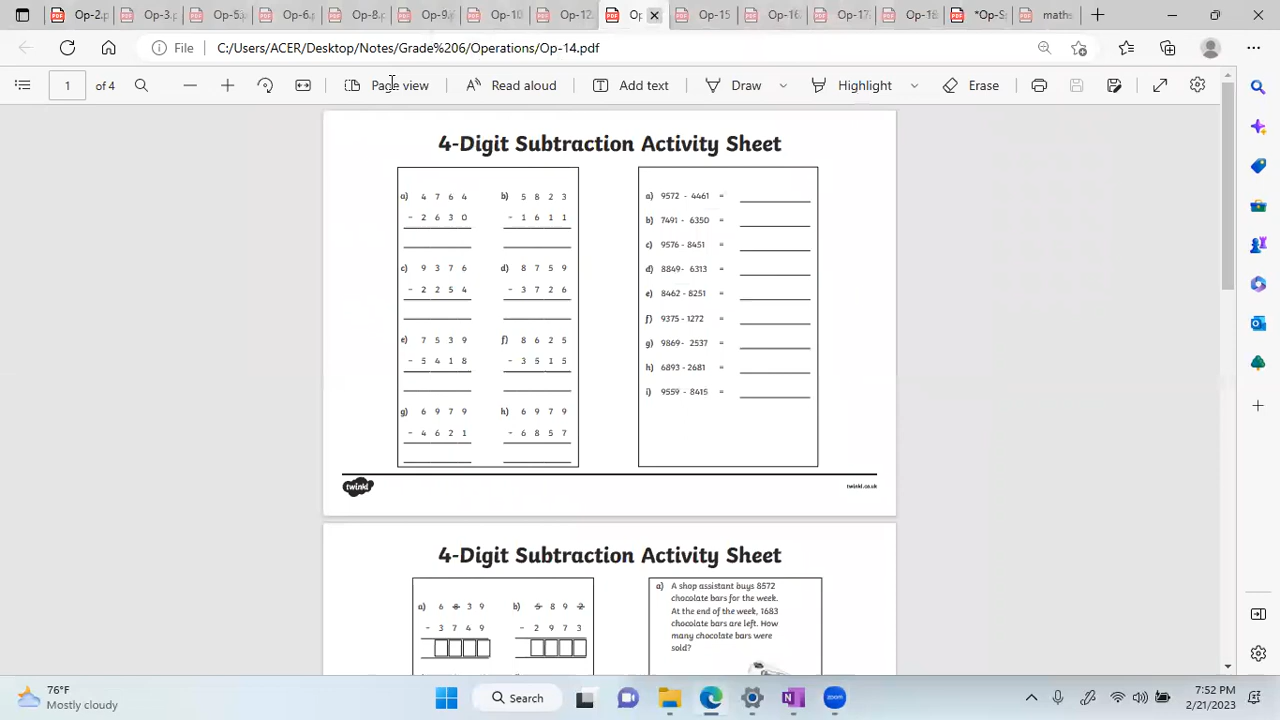 Op-2.p
Op-3.p
Op-4.p
Op-6.p
Op-7.p
Op-9.
Op-11.
Op-12.
Op
Op-15
Op-16
Op-17
Op-18
*Op-5
maths
File
C:/Users/ACER/Desktop/Notes/Grade%206/Operations/Op-14.pdf
1 of 4
Page view
Read aloud
Add text
Draw
Highlight
Erase
4-Digit Subtraction Activity Sheet
a) 4 7 6 4
- 2 6 3 0
b) 5 8 2 3
- 1 6 1 1
c) 9 3 7 6
- 2 2 5 4
d) 8 7 5 9
- 3 7 2 6
e) 7 5 3 9
- 5 4 1 8
f) 8 6 2 5
- 3 5 1 5
g) 6 9 7 9
- 4 6 2 1
h) 6 9 7 9
- 6 8 5 7
a) 9572 - 4461 =
b) 7491 - 6350 =
c) 9576 - 8451 =
d) 8849- 6313 =
e) 8462 - 8251 =
f) 9375 - 1272 =
g) 9869- 2537 =
h) 6893 - 2681 =
i) 9559 - 8415 =
twinkl
twinkl.co.uk
4-Digit Subtraction Activity Sheet
a) 6 3 9
- 3 7 4 9
b) 5 8 9 2
- 2 9 7 3
a) A shop assistant buys 8572
chocolate bars for the week.
At the end of the week, 1683
chocolate bars are left. How
many chocolate bars were
sold?
76°F
Mostly cloudy
Search
zoom
7:52 PM
2/21/2023